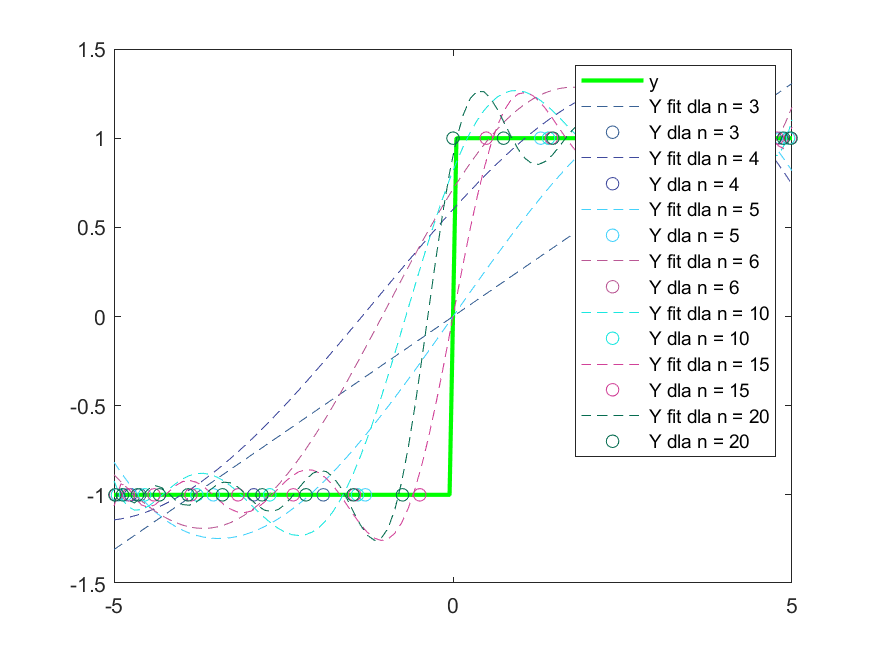 1.5
1
0.5
0
-0.5
-1
-1.5
-5
0
5
y
Y fit dla n = 3
Y dla n = 3
Y fit dla n = 4
Y dla n = 4
Y fit dla n = 5
Y dla n = 5
Y fit dla n = 6
Y dla n = 6
Y fit dla n = 10
Y dla n = 10
Y fit dla n = 15
Y dla n = 15
Y fit dla n = 20
Y dla n = 20